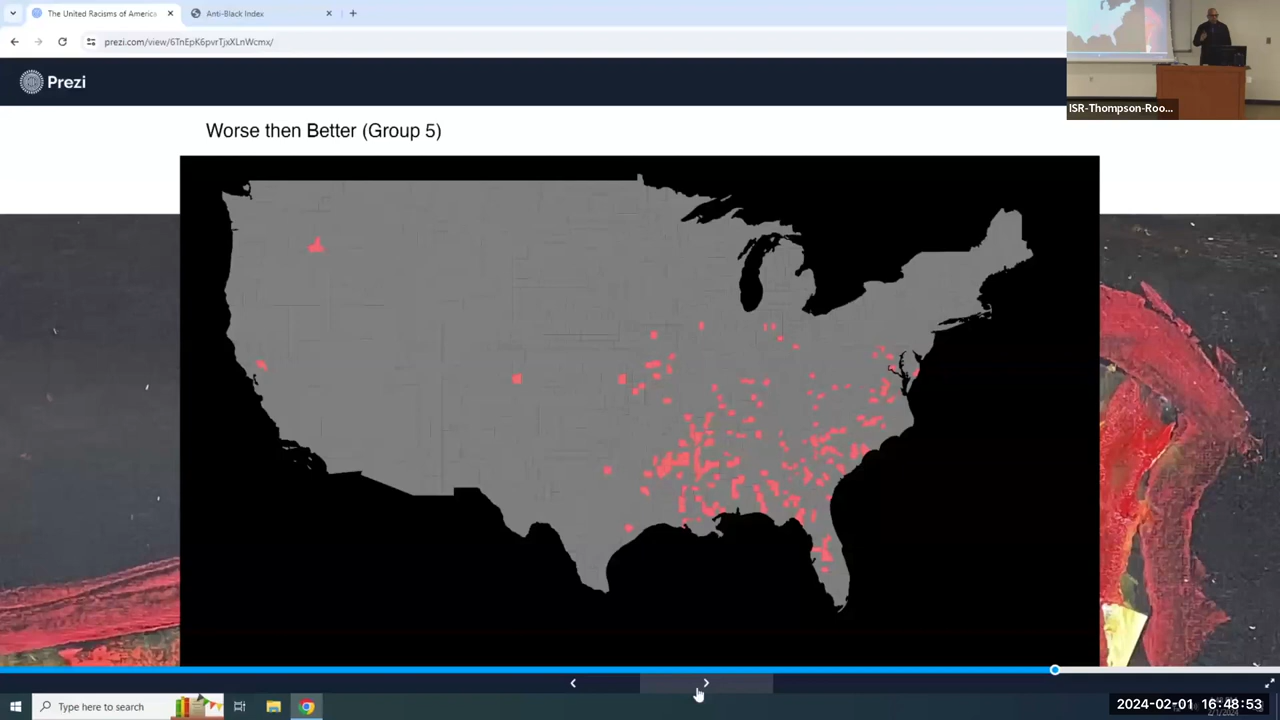 The United Racisms of America
Anti-Black Index
prezi.com/view/6TnEpK6pvrTjxXLnWcmx/
Prezi
ISR-Thompson-Roo...
Worse then Better (Group 5)
Type here to search
2024-02-01 16:48:53